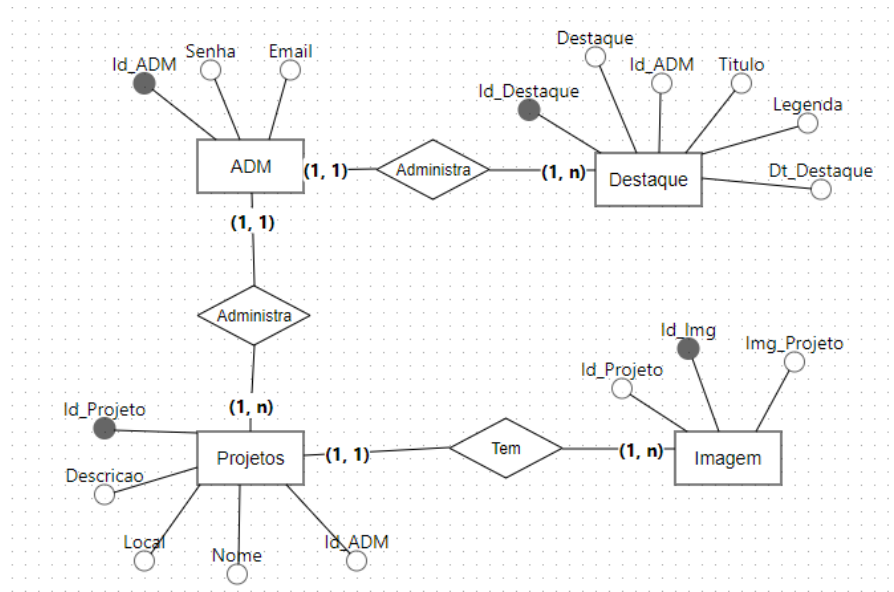 Destaque
Senha
Email
Id_ADM
Id_ADM
Titulo
Id_Destaque
Legenda
ADM
(1, 1)
Administra
(1, n)
Destaque
Dt_Destaque
(1, 1)
Administra
Id_Img
Img_Projeto
Id_Projeto
(1, n)
Id_Projeto
Projetos
(1, 1)
Tem
(1, n)
Imagem
Descricao
Local
Nome
Id_ADM